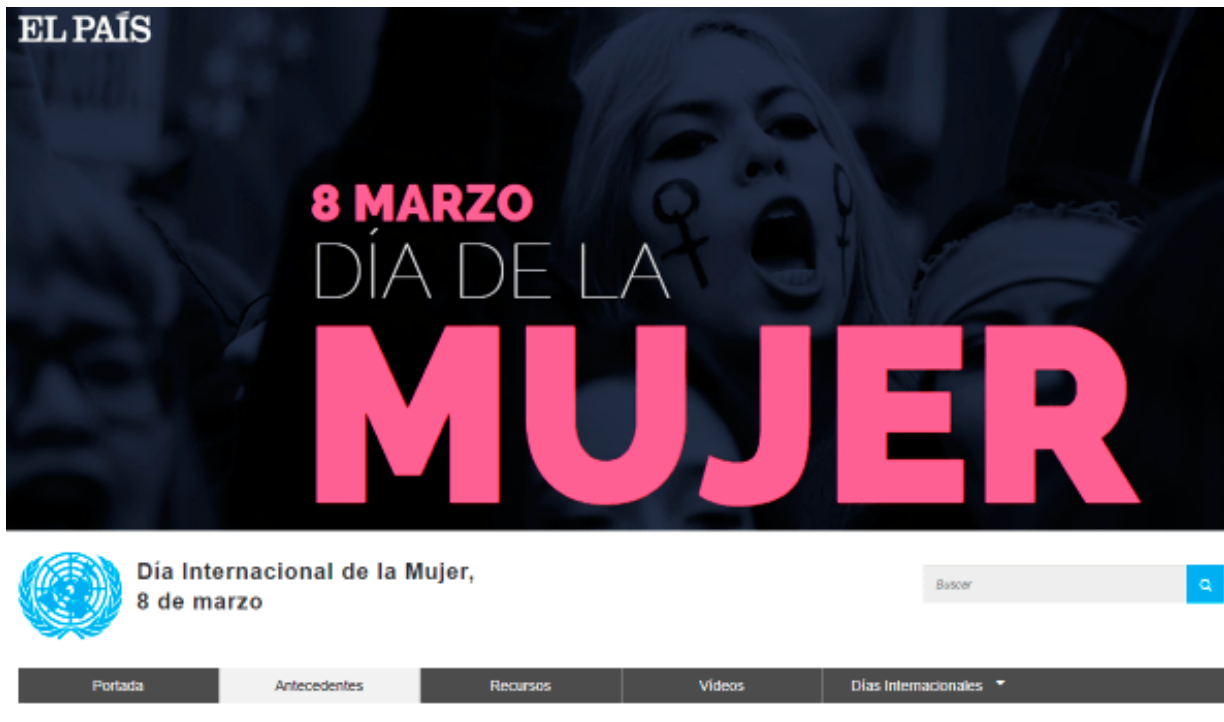 EL PAÍS
8 MARZO
DÍA DE LA
MUJER
Día Internacional de la Mujer,
8 de marzo
Buscar
Portada Antecedentes Recursos Vídeos Días Internacionales